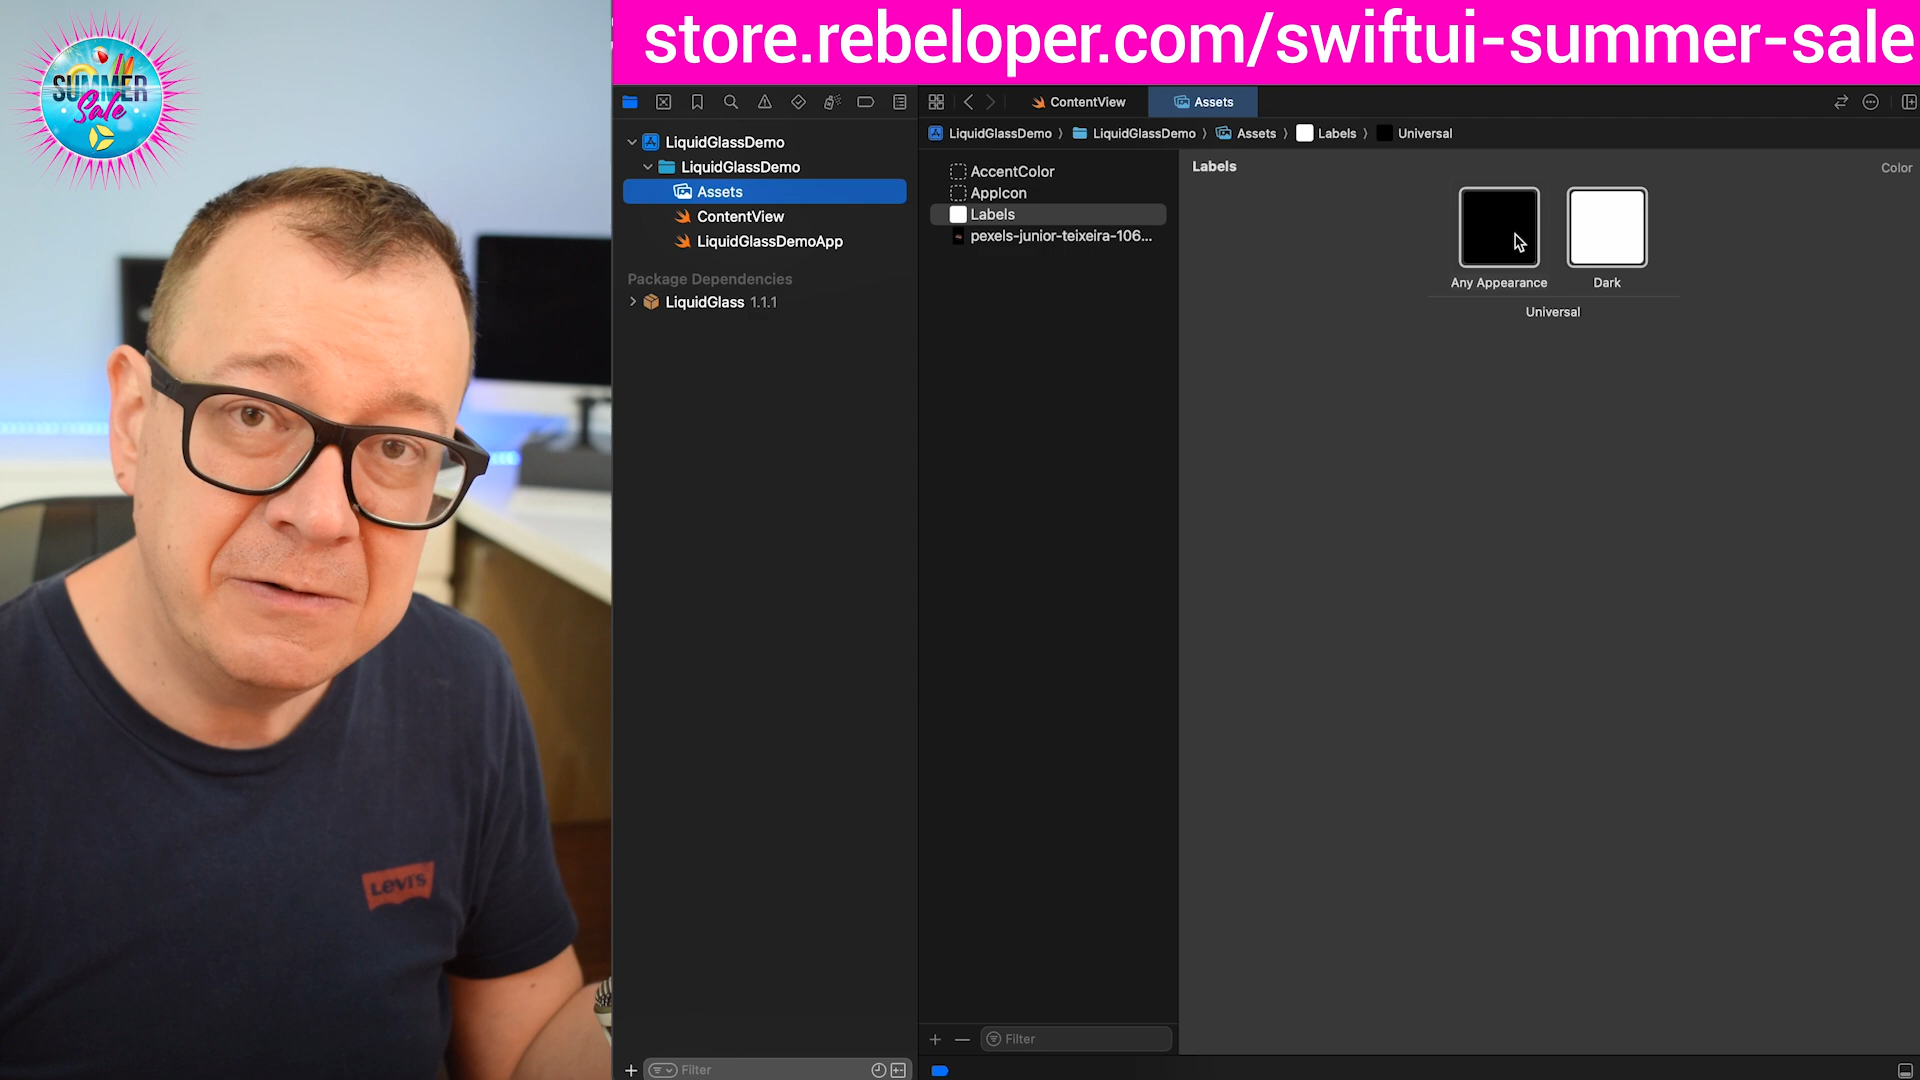 SUMMER
Sale
store.rebeloper.com/swiftui-summer-sale
ContentView
Assets
LiquidGlassDemo
LiquidGlassDemo
Assets
ContentView
LiquidGlassDemoApp
Package Dependencies
LiquidGlass 1.1.1
LiquidGlassDemo
LiquidGlassDemo
Assets
Labels
Universal
AccentColor
AppIcon
Labels
pexels-junior-teixeira-106...
Labels
Color
Any Appearance
Dark
Universal
LEVI'S
Filter
Filter